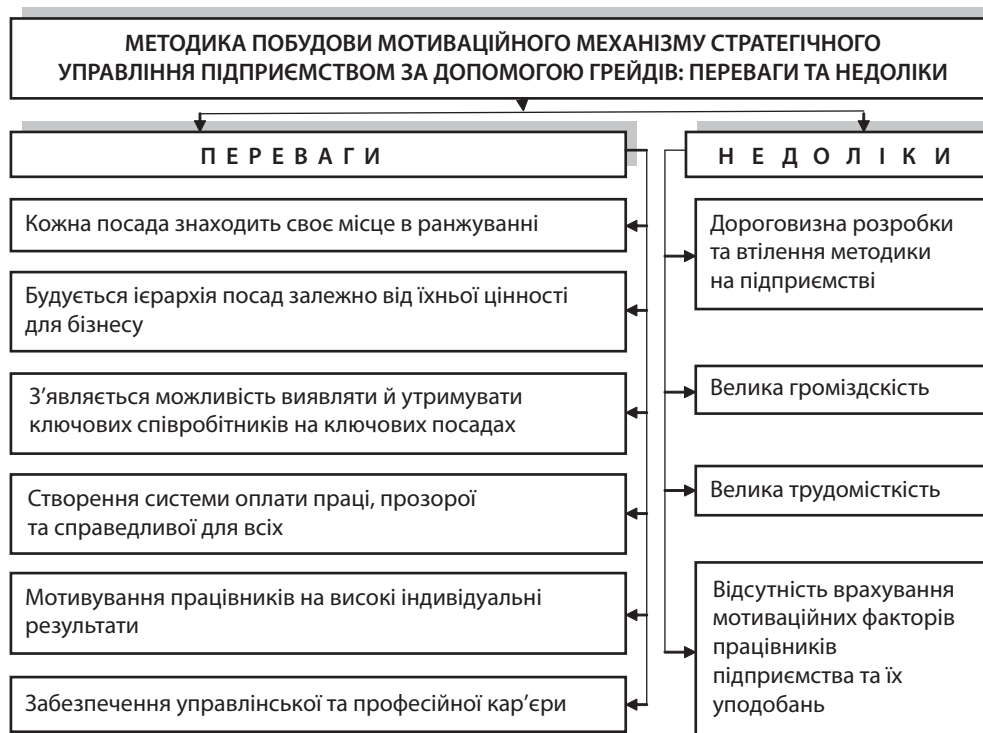 МЕТОДИКА ПОБУДОВИ МОТИВАЦІЙНОГО МЕХАНІЗМУ СТРАТЕГІЧНОГО
УПРАВЛІННЯ ПІДПРИЄМСТВОМ ЗА ДОПОМОГОЮ ГРЕЙДІВ: ПЕРЕВАГИ ТА НЕДОЛІКИ
ПЕРЕВАГИ
Кожна посада знаходить своє місце в ранжуванні
Будується ієрархія посад залежно від їхньої цінності
для бізнесу
З’являється можливість виявляти й утримувати
ключових співробітників на ключових посадах
Створення системи оплати праці, прозорої
та справедливої для всіх
Мотивування працівників на високі індивідуальні
результати
Забезпечення управлінської та професійної кар’єри
НЕДОЛІКИ
Дороговизна розробки
та втілення методики
на підприємстві
Велика громіздскість
Велика трудомісткість
Відсутність врахування
мотиваційних факторів
працівників
підприємства та їх
уподобань